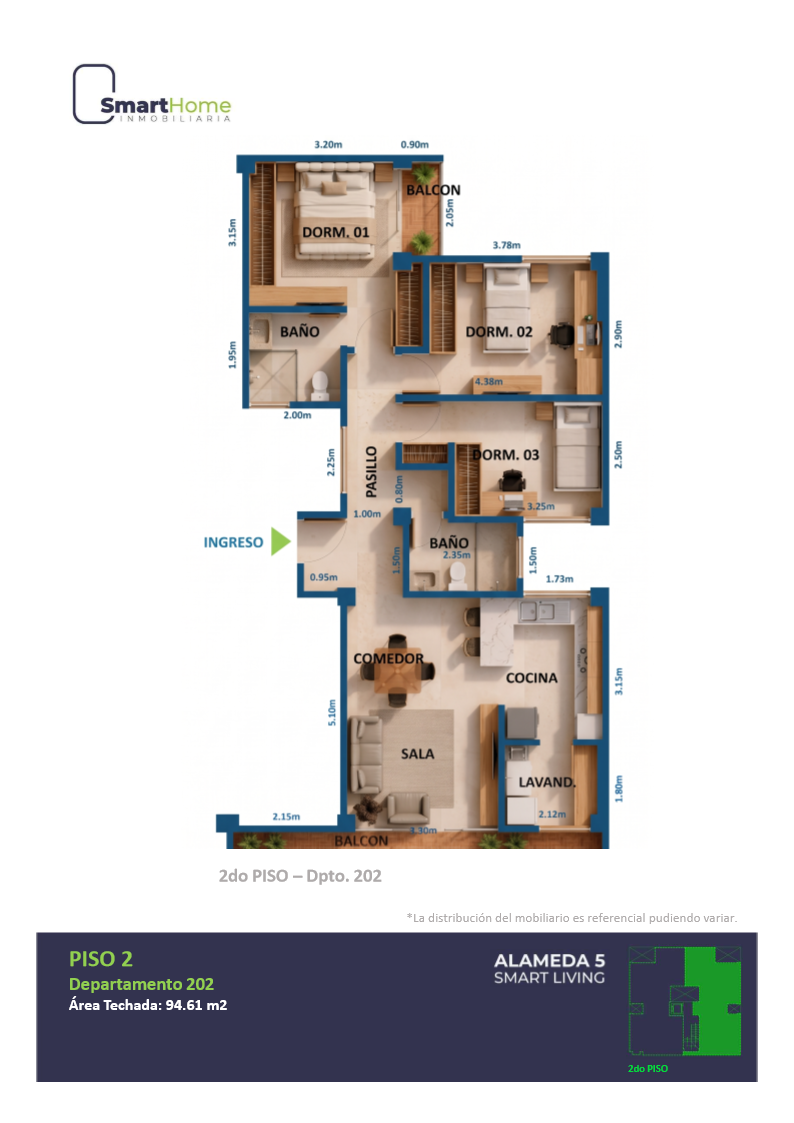 SmartHome
INMOBILIARIA
3.20m
0.90m
BALCON
2.05m
3.15m
DORM. 01
3.78m
BAÑO
1.95m
DORM. 02
2.90m
4.38m
2.00m
2.25m
PASILLO
DORM. 03
2.50m
0.80m
3.25m
1.00m
INGRESO
BAÑO
2.35m
1.50m
1.50m
0.95m
1.73m
COMEDOR
COCINA
3.15m
5.10m
SALA
LAVAND.
1.80m
2.12m
2.15m
4.30m
BALCON
2do PISO – Dpto. 202
*La distribución del mobiliario es referencial pudiendo variar.
PISO 2
Departamento 202
Área Techada: 94.61 m2
ALAMEDA 5
SMART LIVING
2do PISO